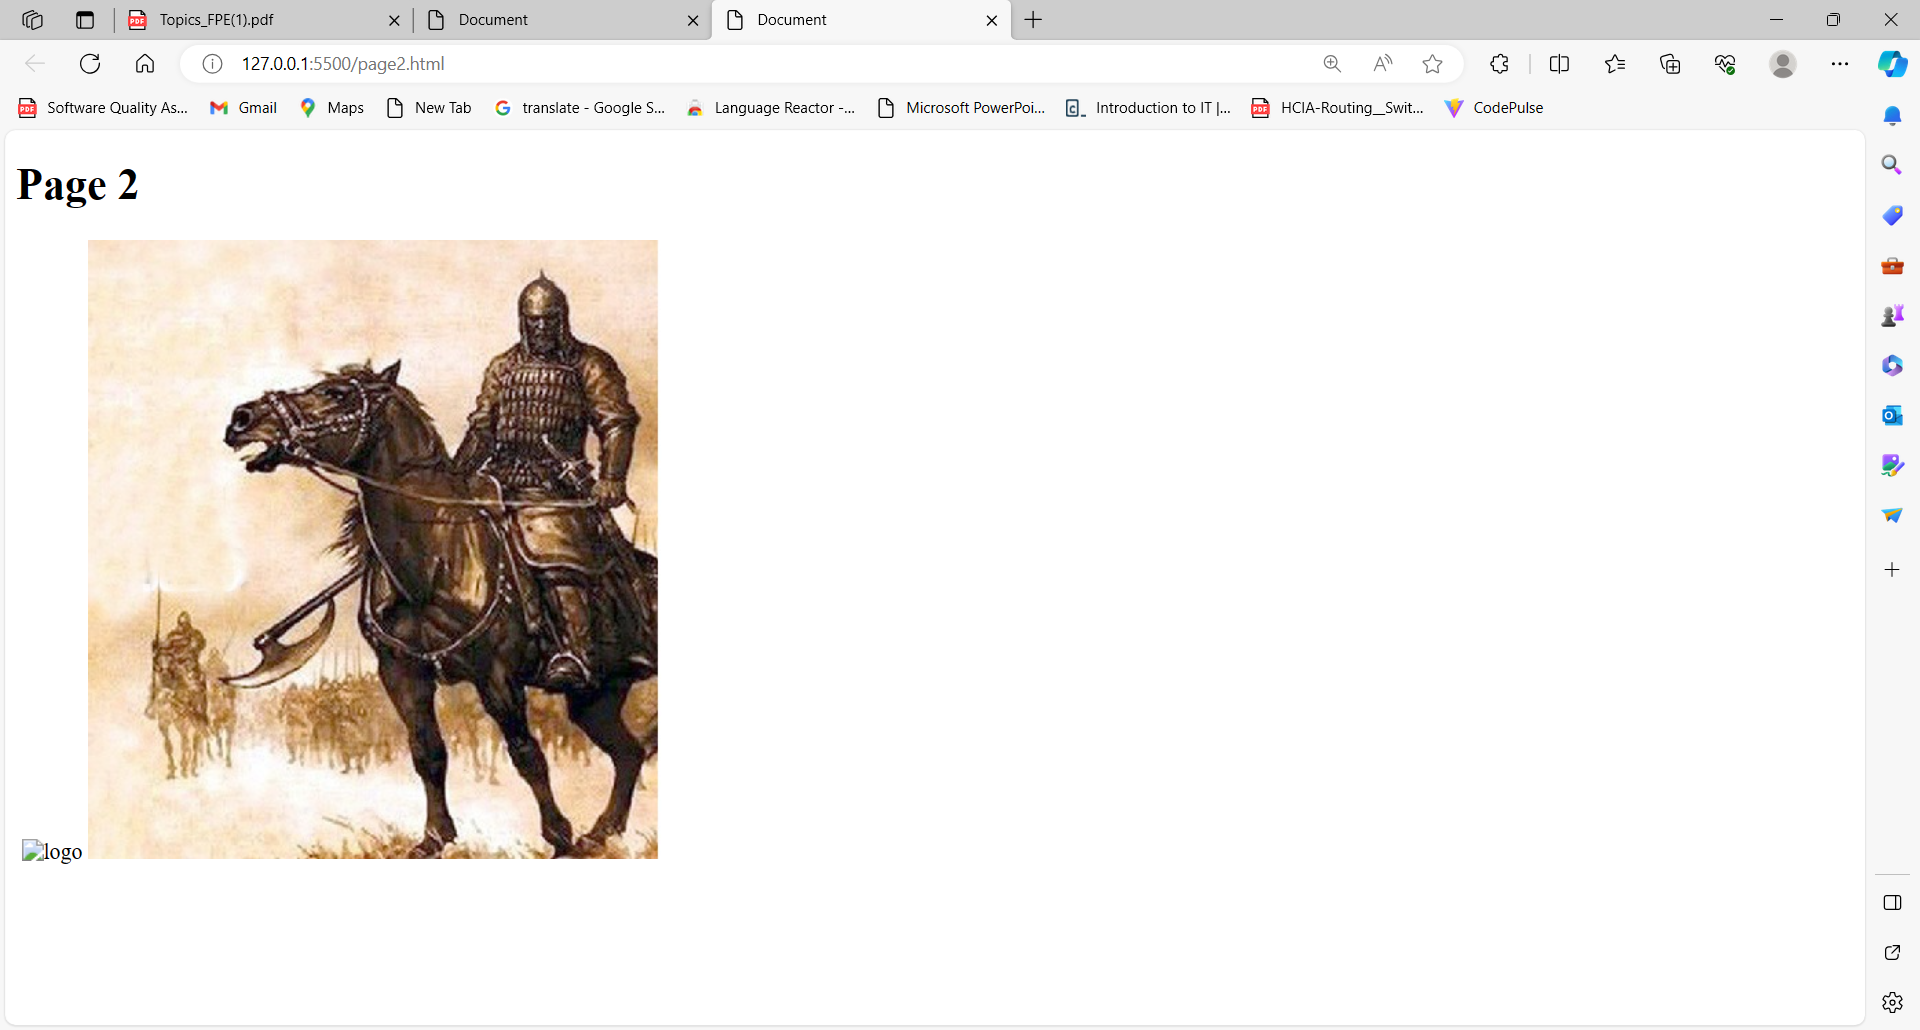 Topics_FPE(1).pdf
Document
Document
127.0.0.1:5500/page2.html
Software Quality As...
Gmail
Maps
New Tab
translate - Google S...
Language Reactor -...
Microsoft PowerPoi...
Introduction to IT |...
HCIA-Routing__Swit...
CodePulse
Page 2
logo